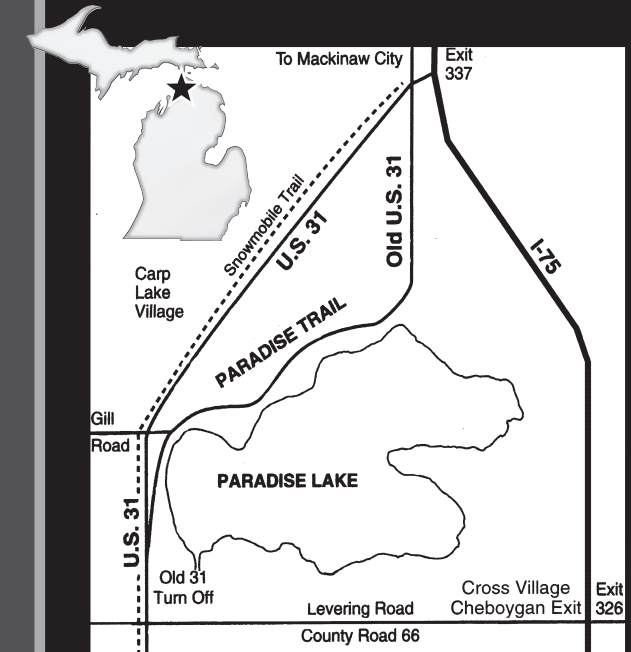 To Mackinaw City
Exit
337
Snowmobile Trail
U.S. 31
Old U.S. 31
I-75
Carp
Lake
Village
PARADISE TRAIL
Gill
Road
PARADISE LAKE
U.S. 31
Old 31
Turn Off
Cross Village
Cheboygan Exit
Exit
326
Levering Road
County Road 66